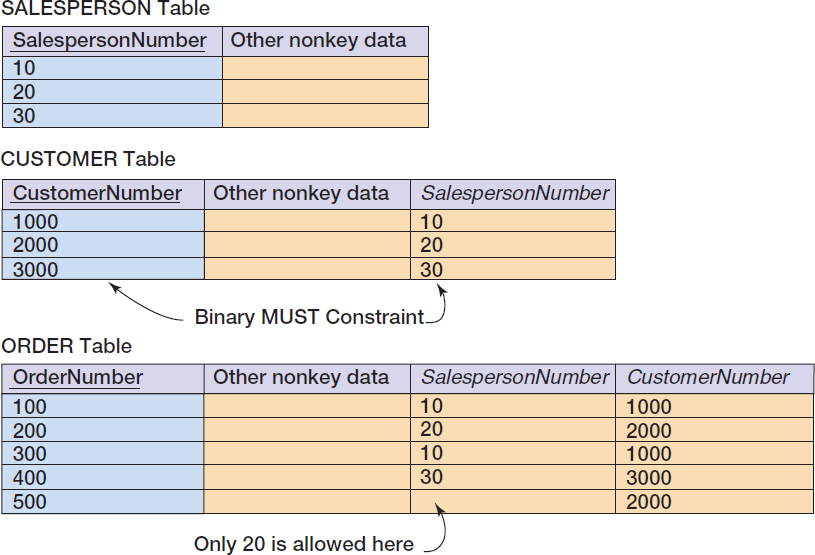 SALESPERSON Table
SalespersonNumber Other nonkey data
10
20
30
CUSTOMER Table
CustomerNumber Other nonkey data SalespersonNumber
1000 10
2000 20
3000 30
Binary MUST Constraint
ORDER Table
OrderNumber Other nonkey data SalespersonNumber CustomerNumber
100 10 1000
200 20 2000
300 10 1000
400 30 3000
500 2000
Only 20 is allowed here